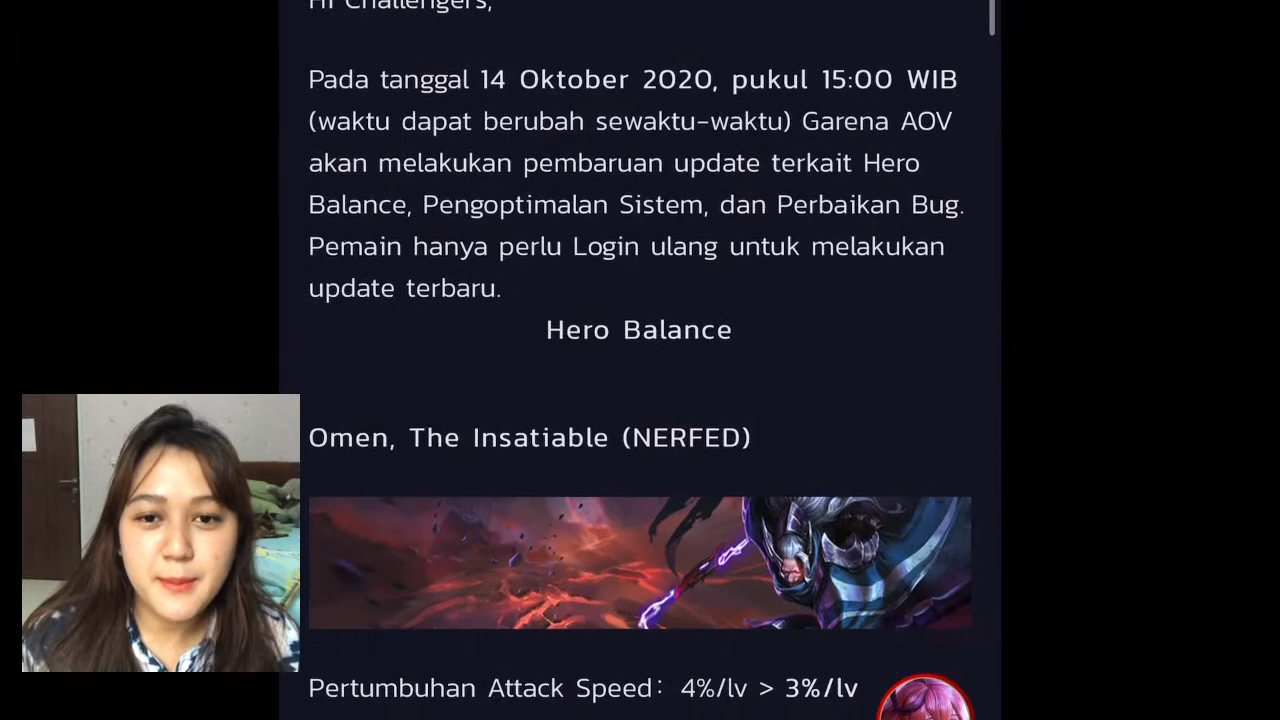 Hi Challengers,
Pada tanggal 14 Oktober 2020, pukul 15:00 WIB
(waktu dapat berubah sewaktu-waktu) Garena AOV
akan melakukan pembaruan update terkait Hero
Balance, Pengoptimalan Sistem, dan Perbaikan Bug.
Pemain hanya perlu Login ulang untuk melakukan
update terbaru.
Hero Balance
Omen, The Insatiable (NERFED)
Pertumbuhan Attack Speed: 4%/lv > 3%/lv